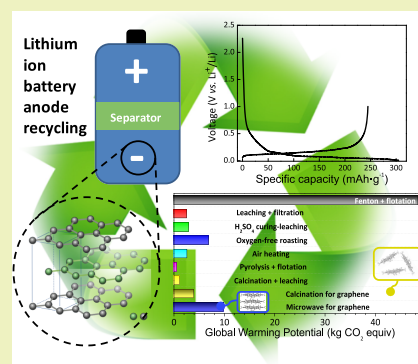 Lithium
ion
battery
anode
recycling
+
Separator
-
Voltage (V vs. Li⁺/Li)
2.5
2.0
1.5
1.0
0.5
0.0
0 50 100 150 200 250 300
Specific capacity (mAh·g⁻¹)
Fenton + flotation
Leaching + filtration
H₂SO₄ curing-leaching
Oxygen-free roasting
Air heating
Pyrolysis + flotation
Calcination + leaching
Calcination for graphene
Microwave for graphene
0 10 20 30 40
Global Warming Potential (kg CO₂ equiv)